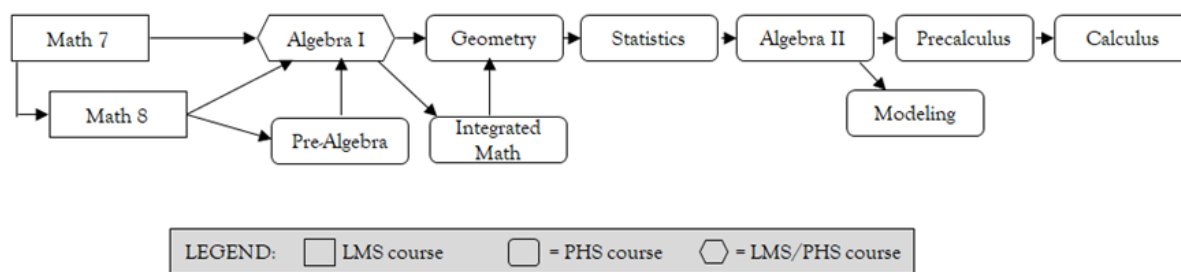 Math 7
Algebra I
Geometry
Statistics
Algebra II
Precalculus
Calculus
Math 8
Pre-Algebra
Integrated
Math
Modeling
LEGEND: LMS course = PHS course = LMS/PHS course